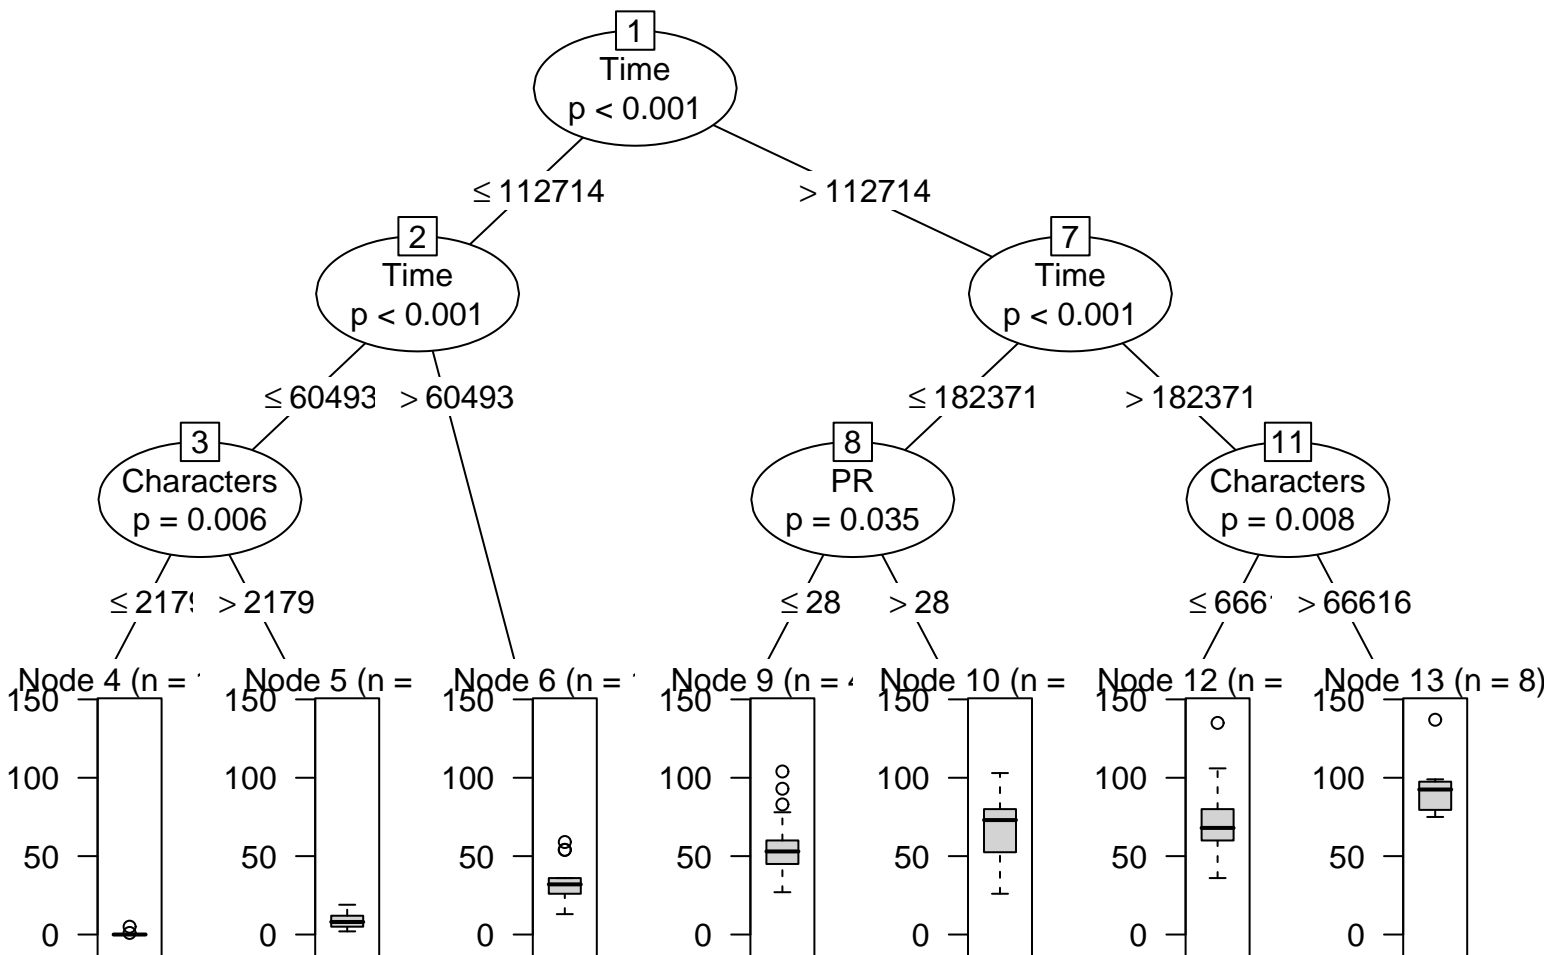 1
Time
p < 0.001
≤ 112714
> 112714
2
Time
p < 0.001
7
Time
p < 0.001
≤ 60493
> 60493
≤ 182371
> 182371
3
Characters
p = 0.006
8
PR
p = 0.035
11
Characters
p = 0.008
≤ 2179
> 2179
≤ 28
> 28
≤ 666
> 66616
Node 4 (n =
Node 5 (n =
Node 6 (n =
Node 9 (n =
Node 10 (n =
Node 12 (n =
Node 13 (n = 8)
150
100
50
0
150
100
50
0
150
100
50
0
150
100
50
0
150
100
50
0
150
100
50
0
150
100
50
0